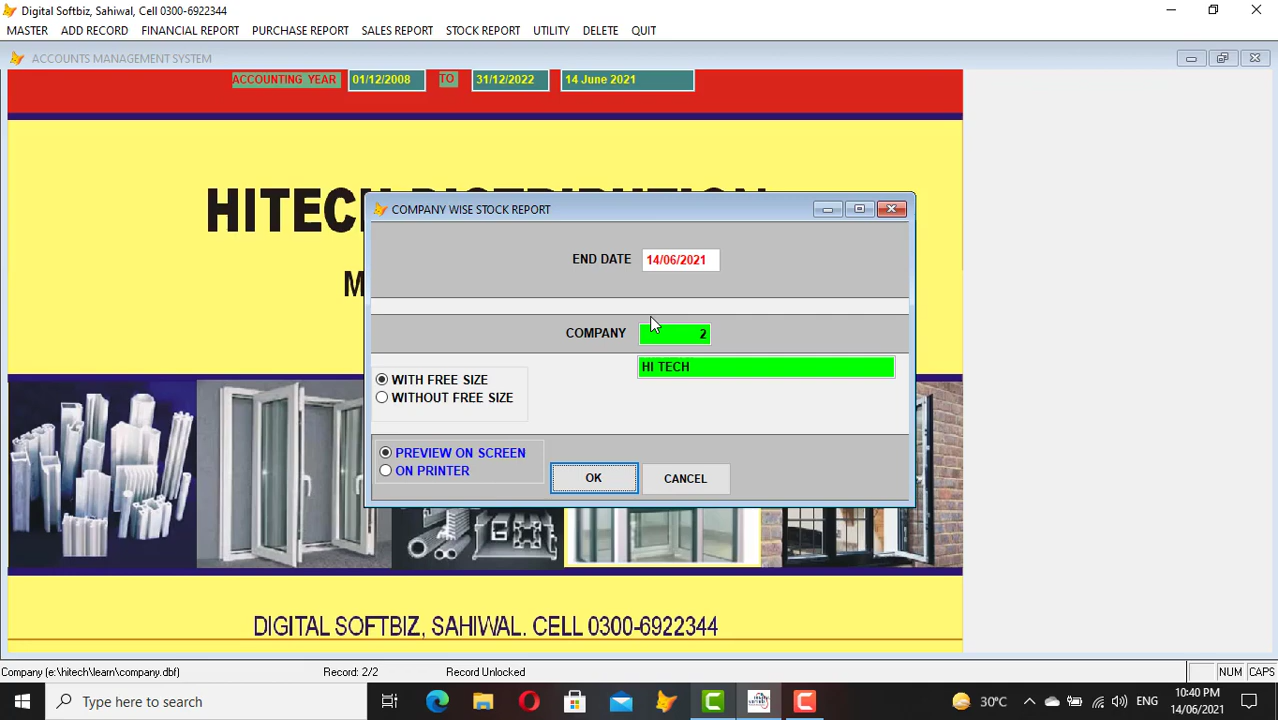 Digital Softbiz, Sahiwal, Cell 0300-6922344
MASTER ADD RECORD FINANCIAL REPORT PURCHASE REPORT SALES REPORT STOCK REPORT UTILITY DELETE QUIT
ACCOUNTS MANAGEMENT SYSTEM
ACCOUNTING YEAR 01/12/2008 TO 31/12/2022 14 June 2021
HITECH DISTRIBUTION
M
COMPANY WISE STOCK REPORT
END DATE 14/06/2021
COMPANY 2
HI TECH
WITH FREE SIZE
WITHOUT FREE SIZE
PREVIEW ON SCREEN
ON PRINTER
OK CANCEL
DIGITAL SOFTBIZ, SAHIWAL. CELL 0300-6922344
Company (e:\hitech\learn\company.dbf) Record: 2/2 Record Unlocked NUM CAPS
Type here to search
30°C ENG
10:40 PM
14/06/2021